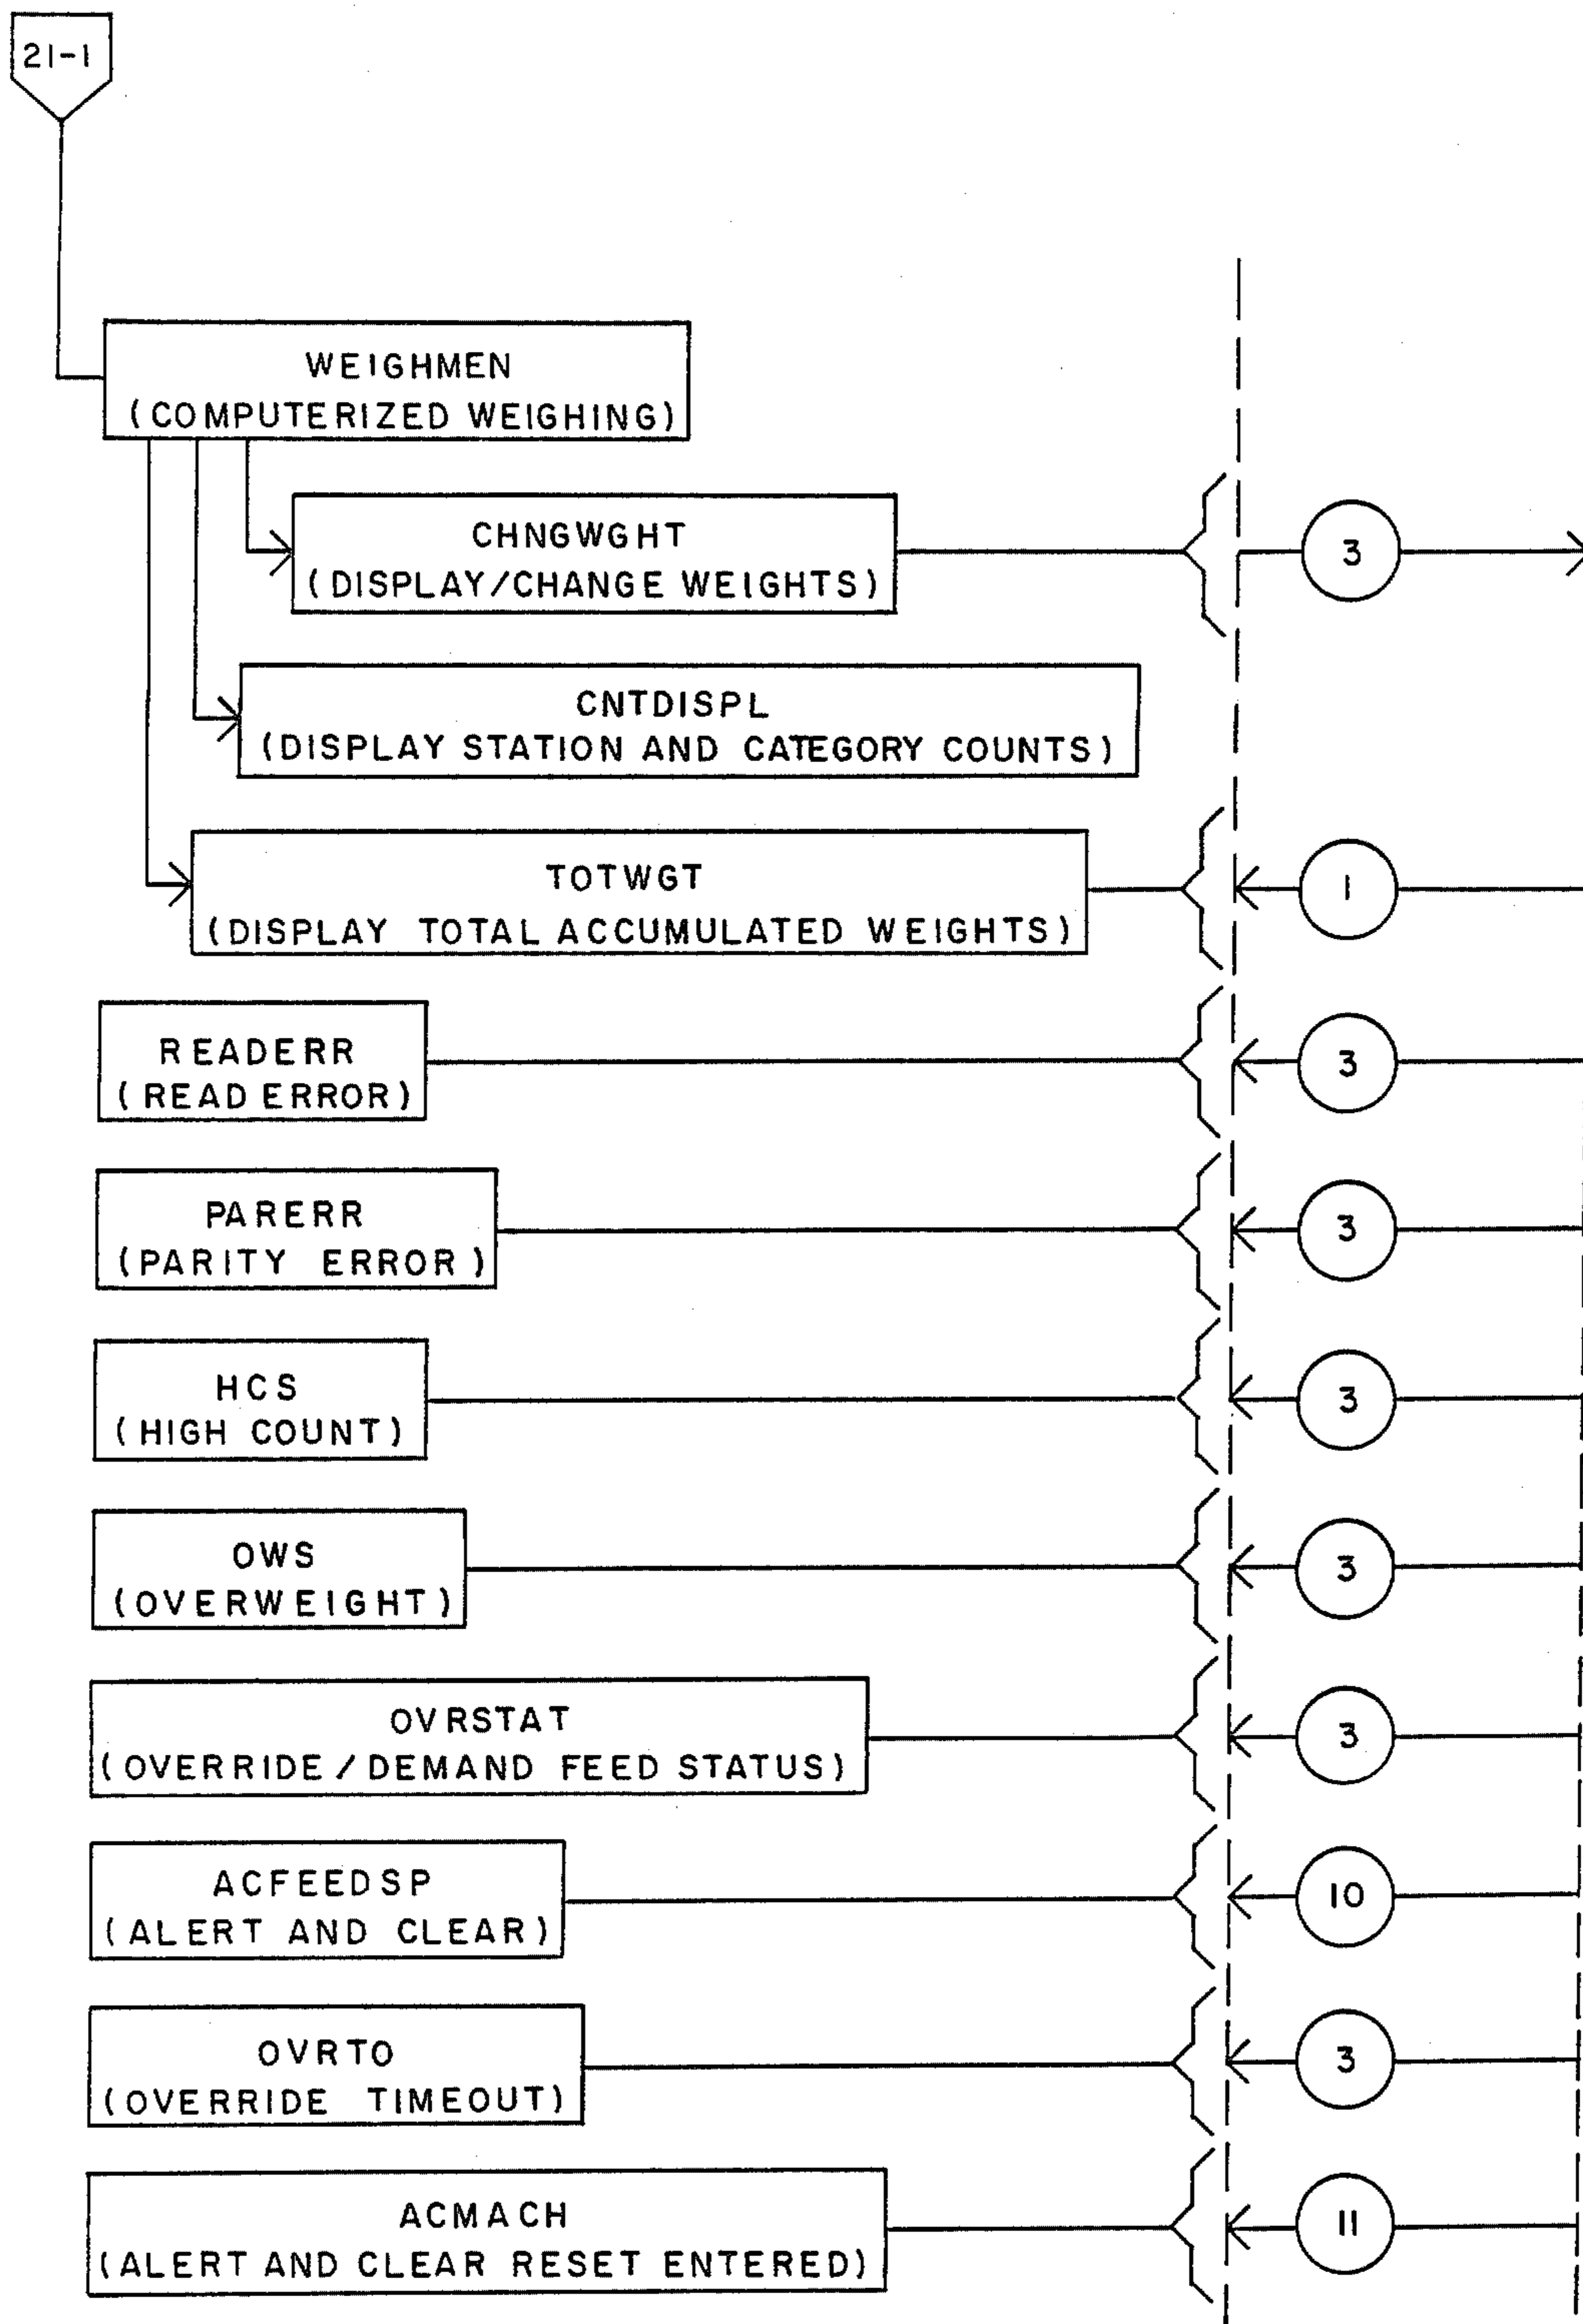 21-1
WEIGHMEN
(COMPUTERIZED WEIGHING)
CHNGWGHT
(DISPLAY/CHANGE WEIGHTS)
3
CNTDISPL
(DISPLAY STATION AND CATEGORY COUNTS)
TOTWGT
(DISPLAY TOTAL ACCUMULATED WEIGHTS)
1
READERR
(READ ERROR)
3
PARERR
(PARITY ERROR)
3
HCS
(HIGH COUNT)
3
OWS
(OVERWEIGHT)
3
OVRSTAT
(OVERRIDE/DEMAND FEED STATUS)
3
ACFEEDSP
(ALERT AND CLEAR)
10
OVRTO
(OVERRIDE TIMEOUT)
3
ACMACH
(ALERT AND CLEAR RESET ENTERED)
11